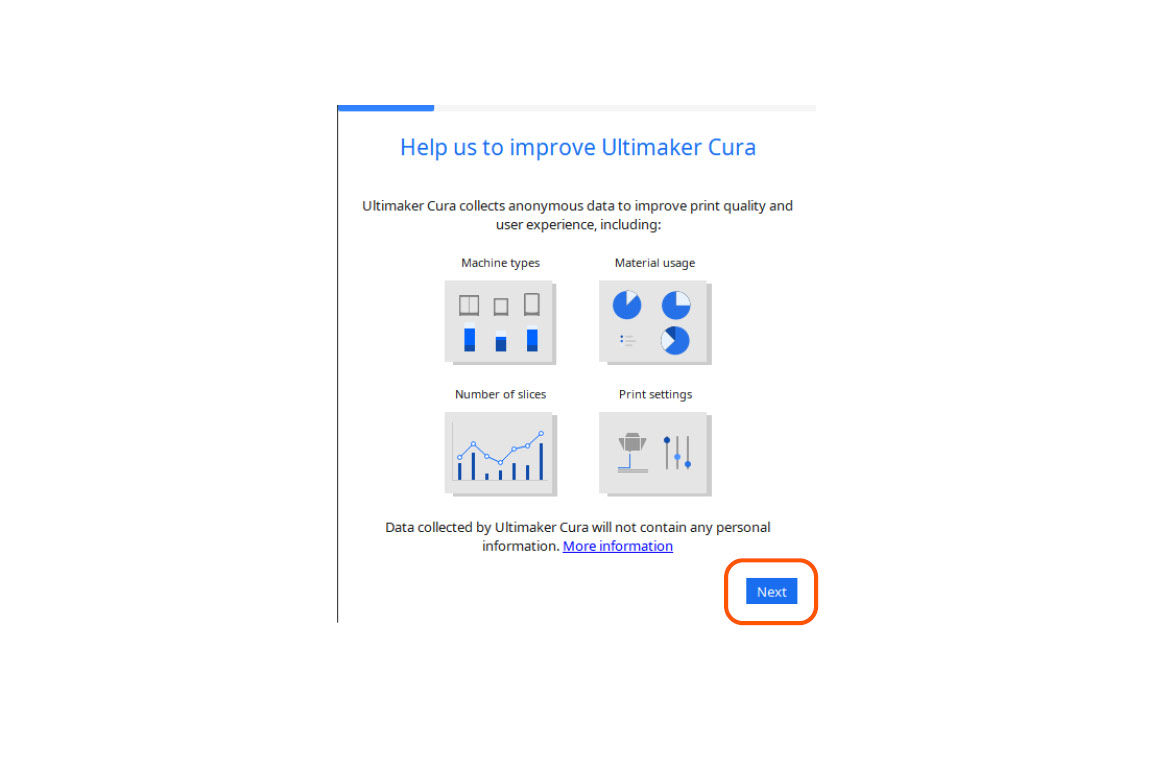 Help us to improve Ultimaker Cura
Ultimaker Cura collects anonymous data to improve print quality and
user experience, including:
Machine types
Material usage
Number of slices
Print settings
Data collected by Ultimaker Cura will not contain any personal
information. More information
Next